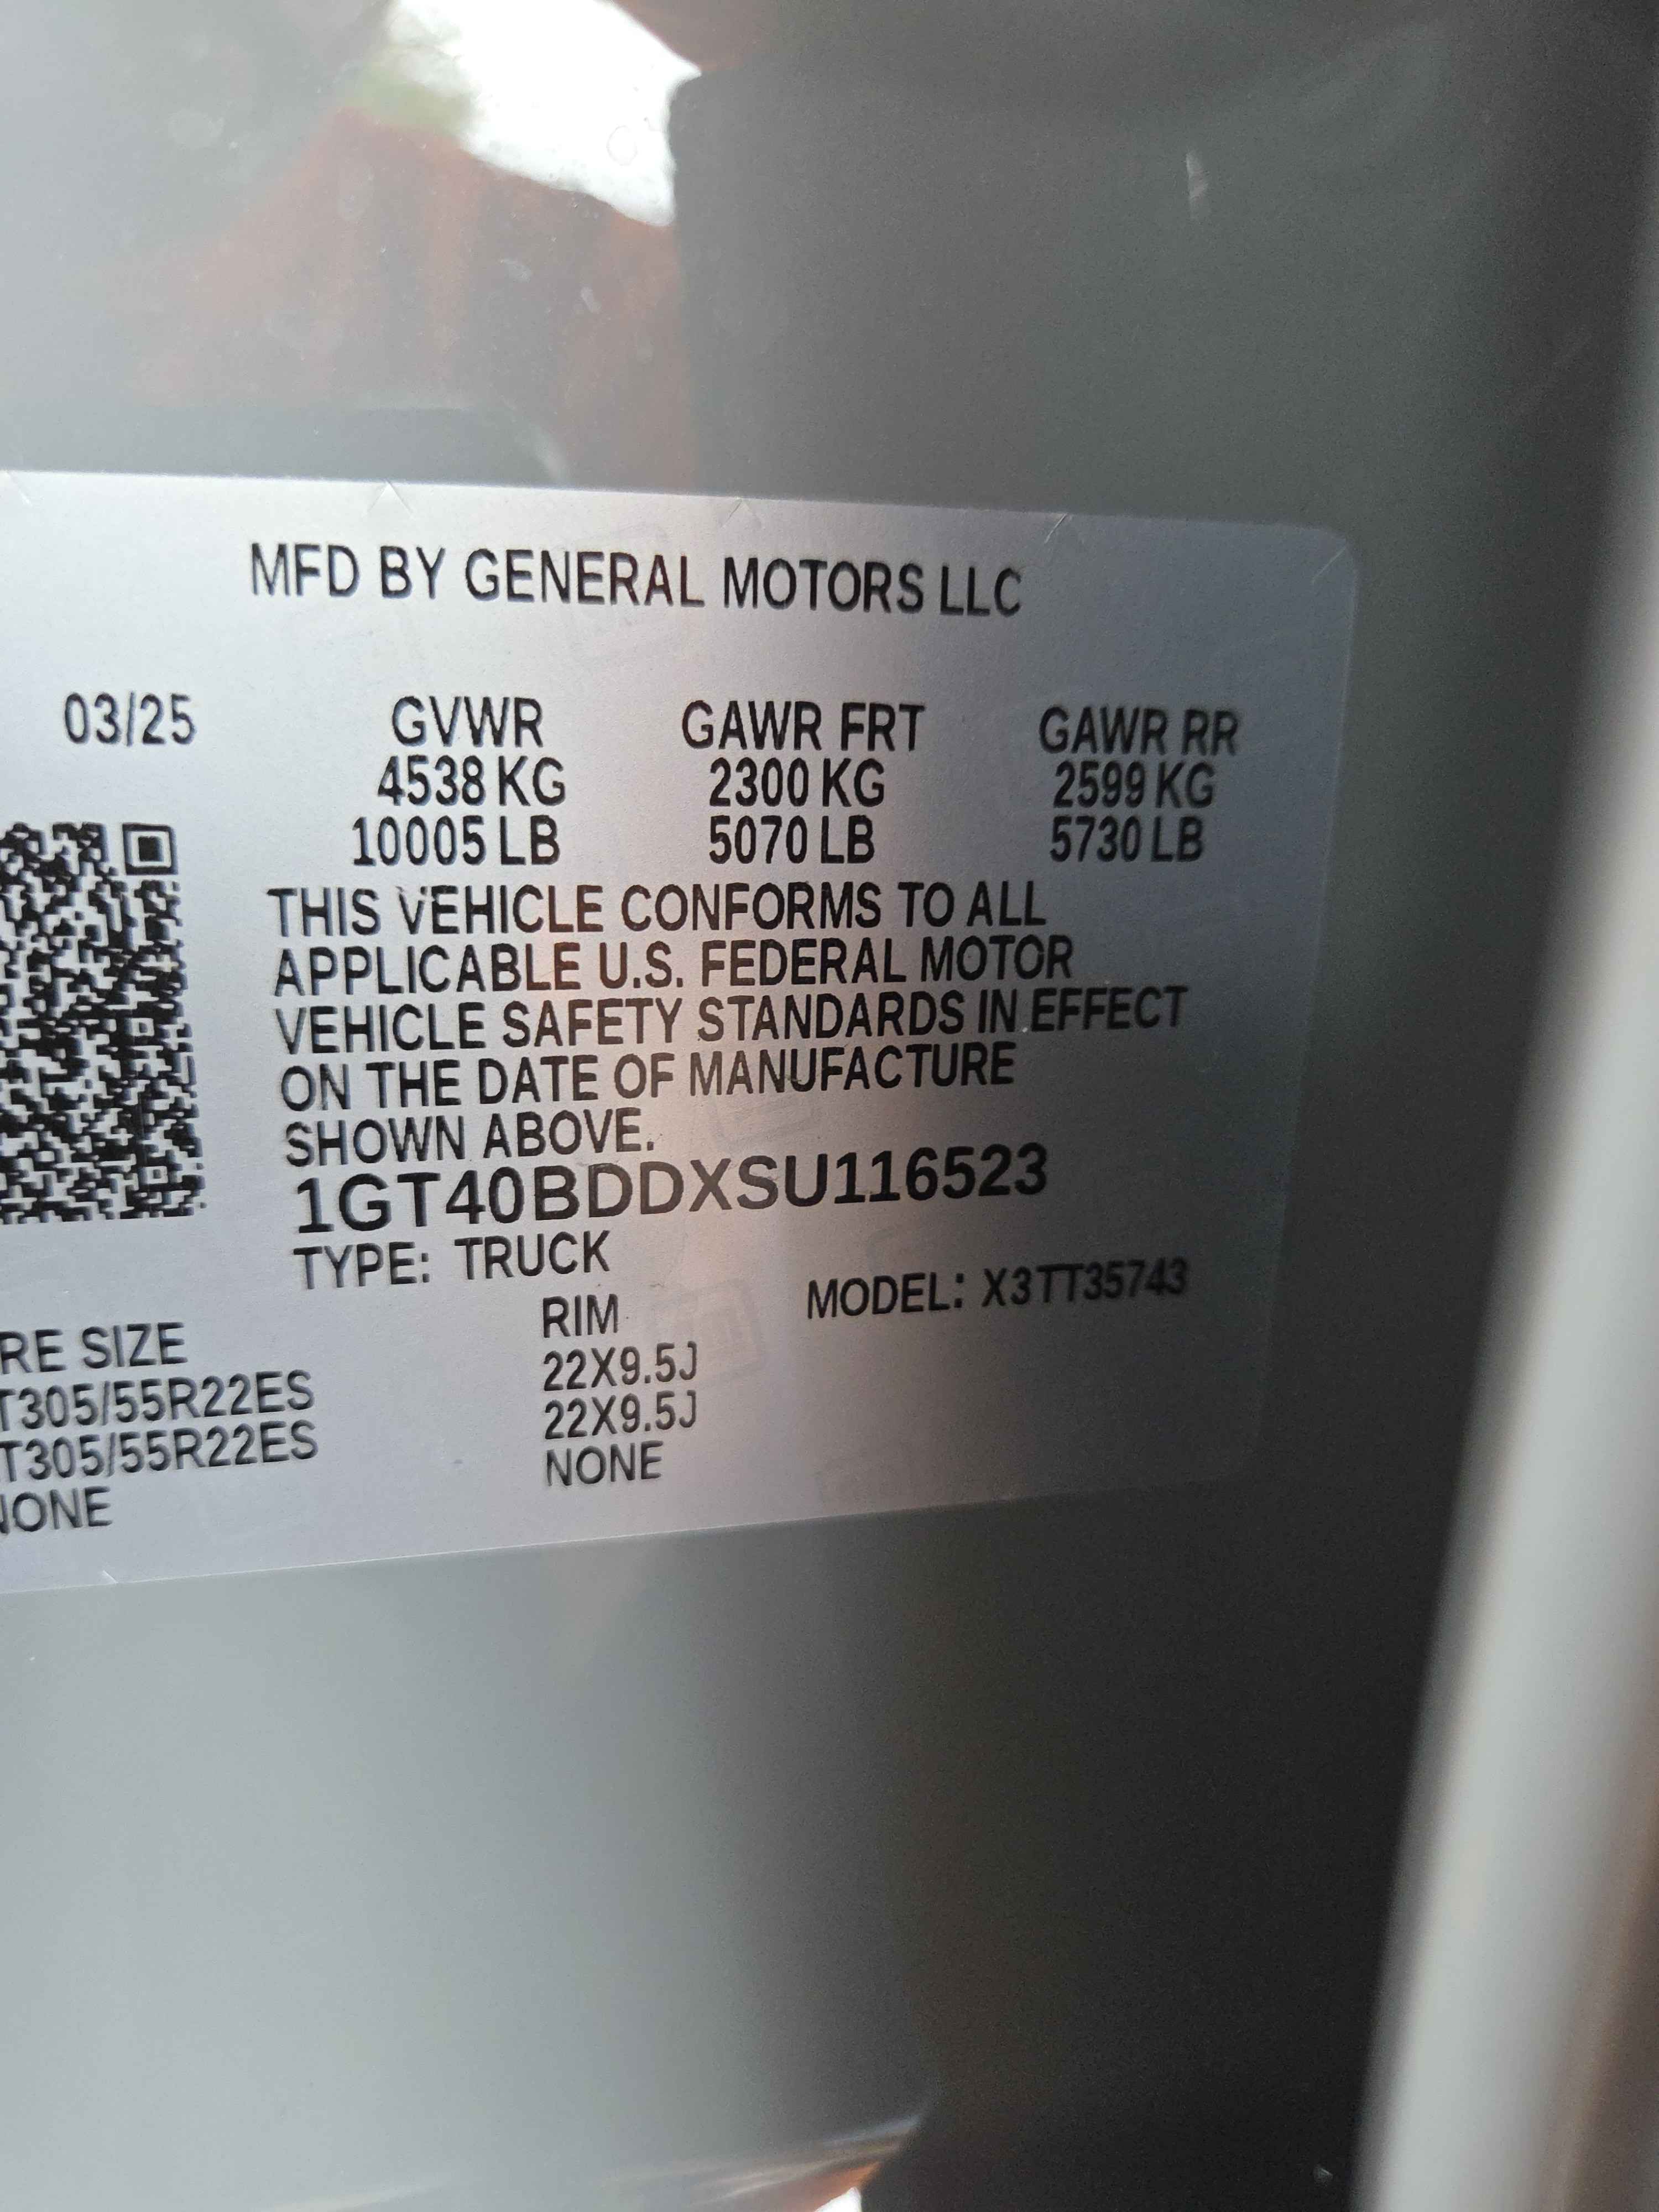 MFD BY GENERAL MOTORS LLC
03/25 GVWR GAWR FRT GAWR RR
4538 KG 2300 KG 2599 KG
10005 LB 5070 LB 5730 LB
THIS VEHICLE CONFORMS TO ALL
APPLICABLE U.S. FEDERAL MOTOR
VEHICLE SAFETY STANDARDS IN EFFECT
ON THE DATE OF MANUFACTURE
SHOWN ABOVE.
1GT40BDDXSU116523
TYPE: TRUCK MODEL: X3TT35743
RE SIZE RIM
T305/55R22ES 22X9.5J
T305/55R22ES 22X9.5J
NONE NONE